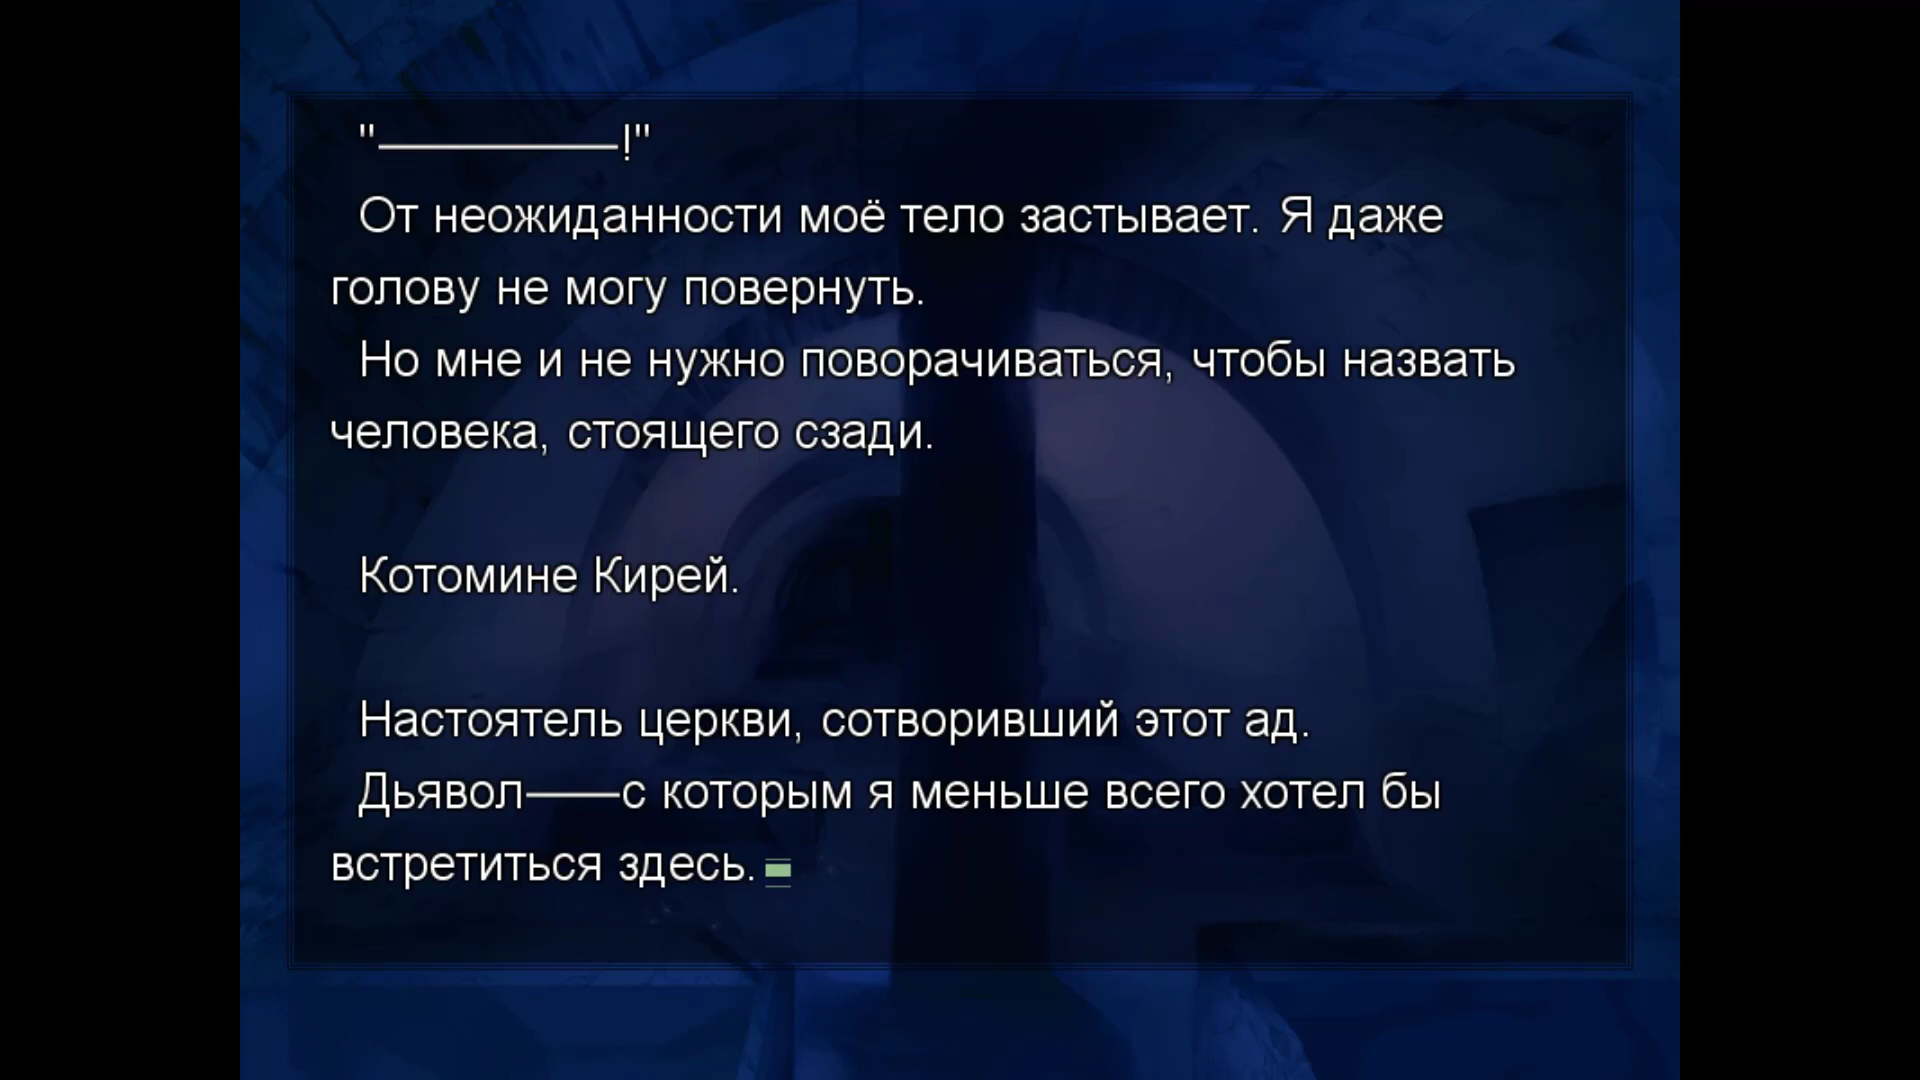 "—————!"
От неожиданности моё тело застывает. Я даже
голову не могу повернуть.
Но мне и не нужно поворачиваться, чтобы назвать
человека, стоящего сзади.
Котомине Кирей.
Настоятель церкви, сотворивший этот ад.
Дьявол——с которым я меньше всего хотел бы
встретиться здесь.